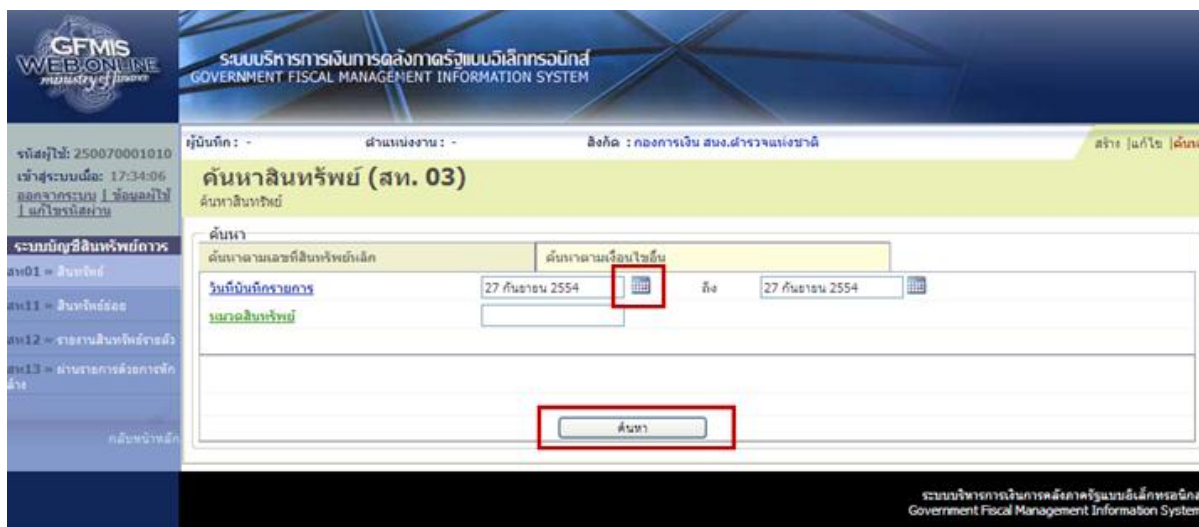 GFMIS
WEB ONLINE
ministry of finance
ระบบบริหารการเงินการคลังภาครัฐแบบอิเล็กทรอนิกส์
GOVERNMENT FISCAL MANAGEMENT INFORMATION SYSTEM
รหัสผู้ใช้: 250070001010
เข้าสู่ระบบเมื่อ: 17:34:06
ออกจากระบบ | ข้อมูลผู้ใช้
| แก้ไขรหัสผ่าน
ผู้บันทึก : - ตำแหน่งงาน : - สังกัด : กองการเงิน สนง.ตำรวจแห่งชาติ
สร้าง |แก้ไข |ค้นหา
ค้นหาสินทรัพย์ (สท. 03)
ค้นหาสินทรัพย์
ระบบบัญชีสินทรัพย์ถาวร
สท01 » สินทรัพย์
สท11 » สินทรัพย์ย่อย
สท12 » รายงานสินทรัพย์รายตัว
สท13 » ผ่านรายการด้วยการหักล้าง
กลับหน้าหลัก
ค้นหา
ค้นหาตามเลขที่สินทรัพย์หลัก ค้นหาตามเงื่อนไขอื่น
วันที่บันทึกรายการ 27 กันยายน 2554 ถึง 27 กันยายน 2554
หมวดสินทรัพย์
ค้นหา
ระบบบริหารการเงินการคลังภาครัฐแบบอิเล็กทรอนิกส์
Government Fiscal Management Information System